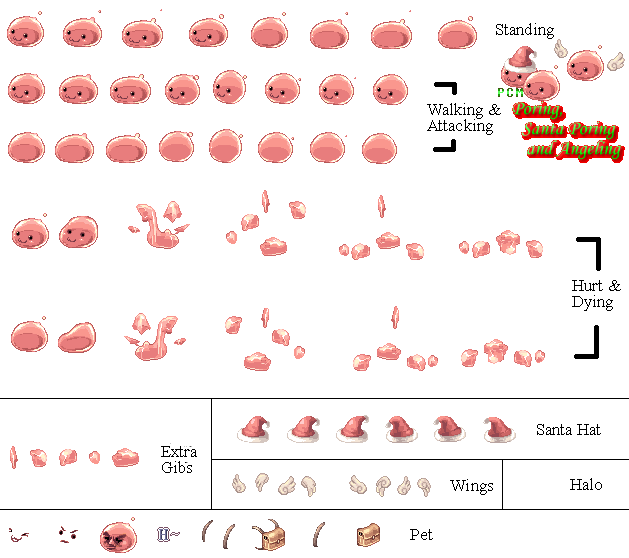 Standing
PCM
Poring,
Santa Poring
and Angeling
Walking &
Attacking
Hurt &
Dying
Extra
Gibs
Santa Hat
Wings
Halo
H~
Pet